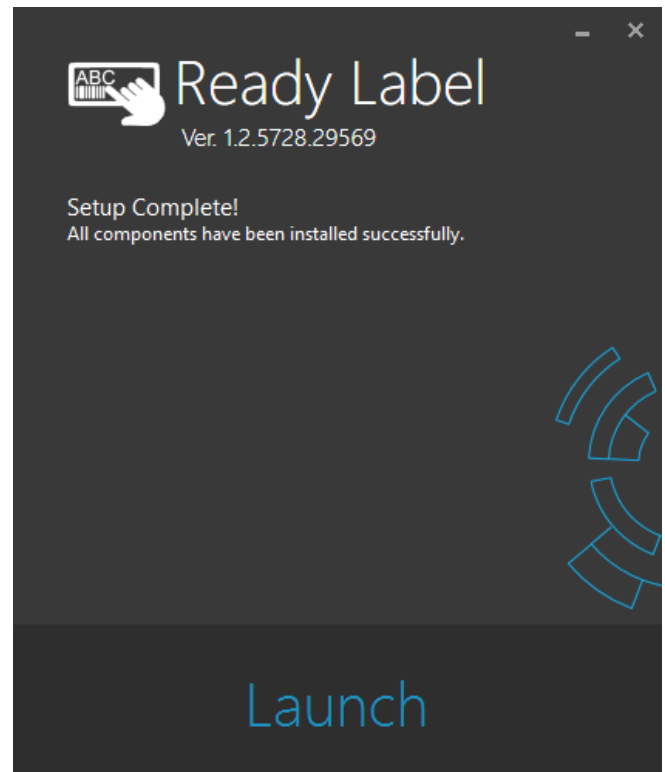 ABC
Ready Label
Ver. 1.2.5728.29569
Setup Complete!
All components have been installed successfully.
Launch